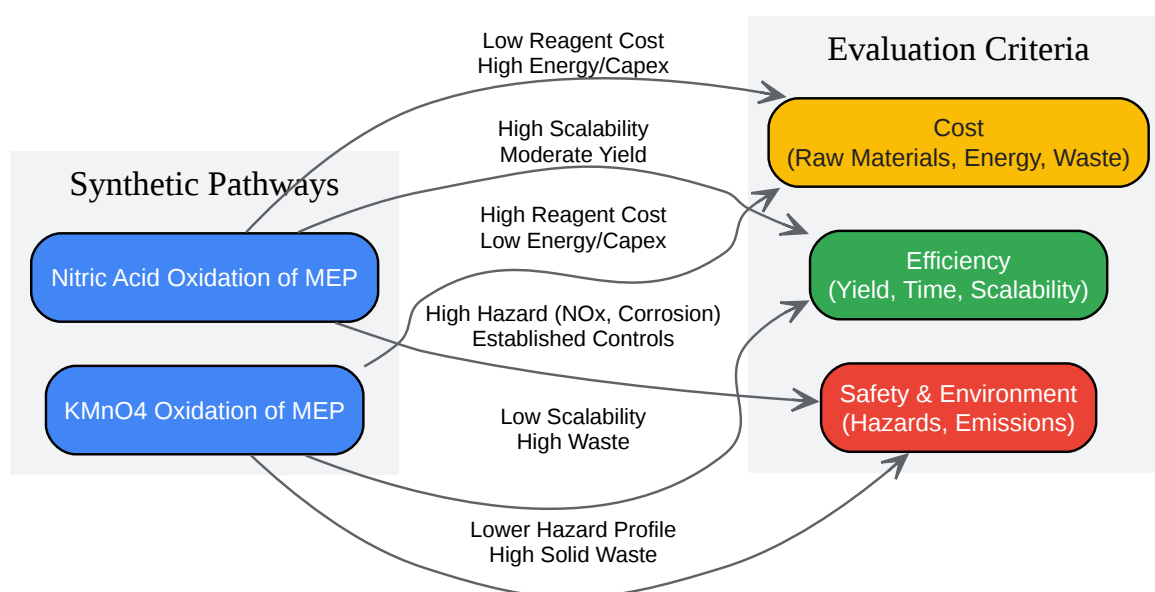 Low Reagent Cost
High Energy/Capex
Evaluation Criteria
Cost
(Raw Materials, Energy, Waste)
High Scalability
Moderate Yield
Synthetic Pathways
High Reagent Cost
Low Energy/Capex
Nitric Acid Oxidation of MEP
Efficiency
(Yield, Time, Scalability)
High Hazard (NOx, Corrosion)
Established Controls
KMnO4 Oxidation of MEP
Safety & Environment
(Hazards, Emissions)
Low Scalability
High Waste
Lower Hazard Profile
High Solid Waste